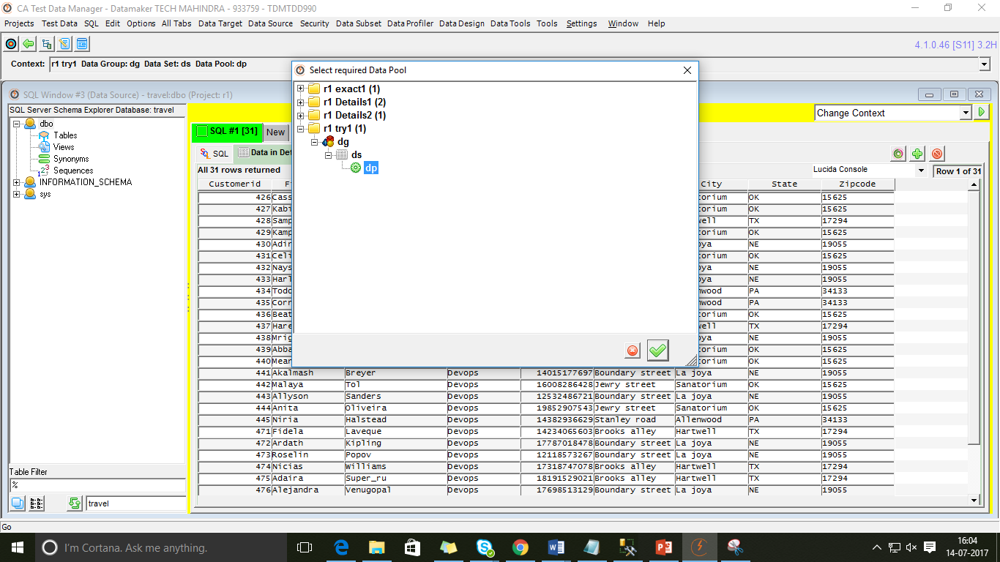 CA Test Data Manager - Datamaker TECH MAHINDRA - 933759 - TDMTDD990
Projects Test Data SQL Edit Options All Tabs Data Target Data Source Security Data Subset Data Profiler Data Design Data Tools Tools Settings Window Help
4.1.0.46 [S11] 3.2H
Context: r1 try1 Data Group: dg Data Set: ds Data Pool: dp
Select required Data Pool
r1 exact1 (1)
r1 Details1 (2)
r1 Details2 (1)
r1 try1 (1)
dg
ds
dp
SQL Window #3 (Data Source) - travel:dbo (Project: r1)
SQL Server Schema Explorer Database: travel
Change Context
dbo
Tables
Views
Synonyms
Sequences
INFORMATION_SCHEMA
sys
SQL #1 [31] New
SQL Data in Det
All 31 rows returned
Lucida Console
Row 1 of 31
Customerid F City State Zipcode
426 Cass torium OK 15625
427 Kabi torium OK 15625
428 Samp well TX 17294
429 Kamp torium OK 15625
430 Adir oya NE 19055
431 Celi torium OK 15625
432 Nays oya NE 19055
433 Harl oya NE 19055
434 Todd nwood PA 34133
435 Corr nwood PA 34133
436 Beat torium OK 15625
437 Hare well TX 17294
438 Mrig oya NE 19055
439 Abba torium OK 15625
440 Mear torium OK 15625
441 Akalmash Breyer Devops 14015177697 Boundary street La joya NE 19055
442 Malaya Tol Devops 16008286428 Jewry street Sanatorium OK 15625
443 Allyson Sanders Devops 12532486721 Boundary street La joya NE 19055
444 Anita Oliveira Devops 19852907543 Jewry street Sanatorium OK 15625
445 Niria Halstead Devops 14382936629 Stanley road Allenwood PA 34133
471 Fidela Laveque Devops 14234065603 Brooks alley Hartwell TX 17294
472 Ardath Kipling Devops 17787018478 Boundary street La joya NE 19055
473 Roselin Popov Devops 12118573267 Boundary street La joya NE 19055
474 Nicias Williams Devops 17318747078 Brooks alley Hartwell TX 17294
475 Adaira Super_ru Devops 18191529021 Brooks alley Hartwell TX 17294
476 Alejandra Venugopal Devops 17698513129 Boundary street La joya NE 19055
Table Filter
%
travel
Go
I'm Cortana. Ask me anything.
16:04
14-07-2017